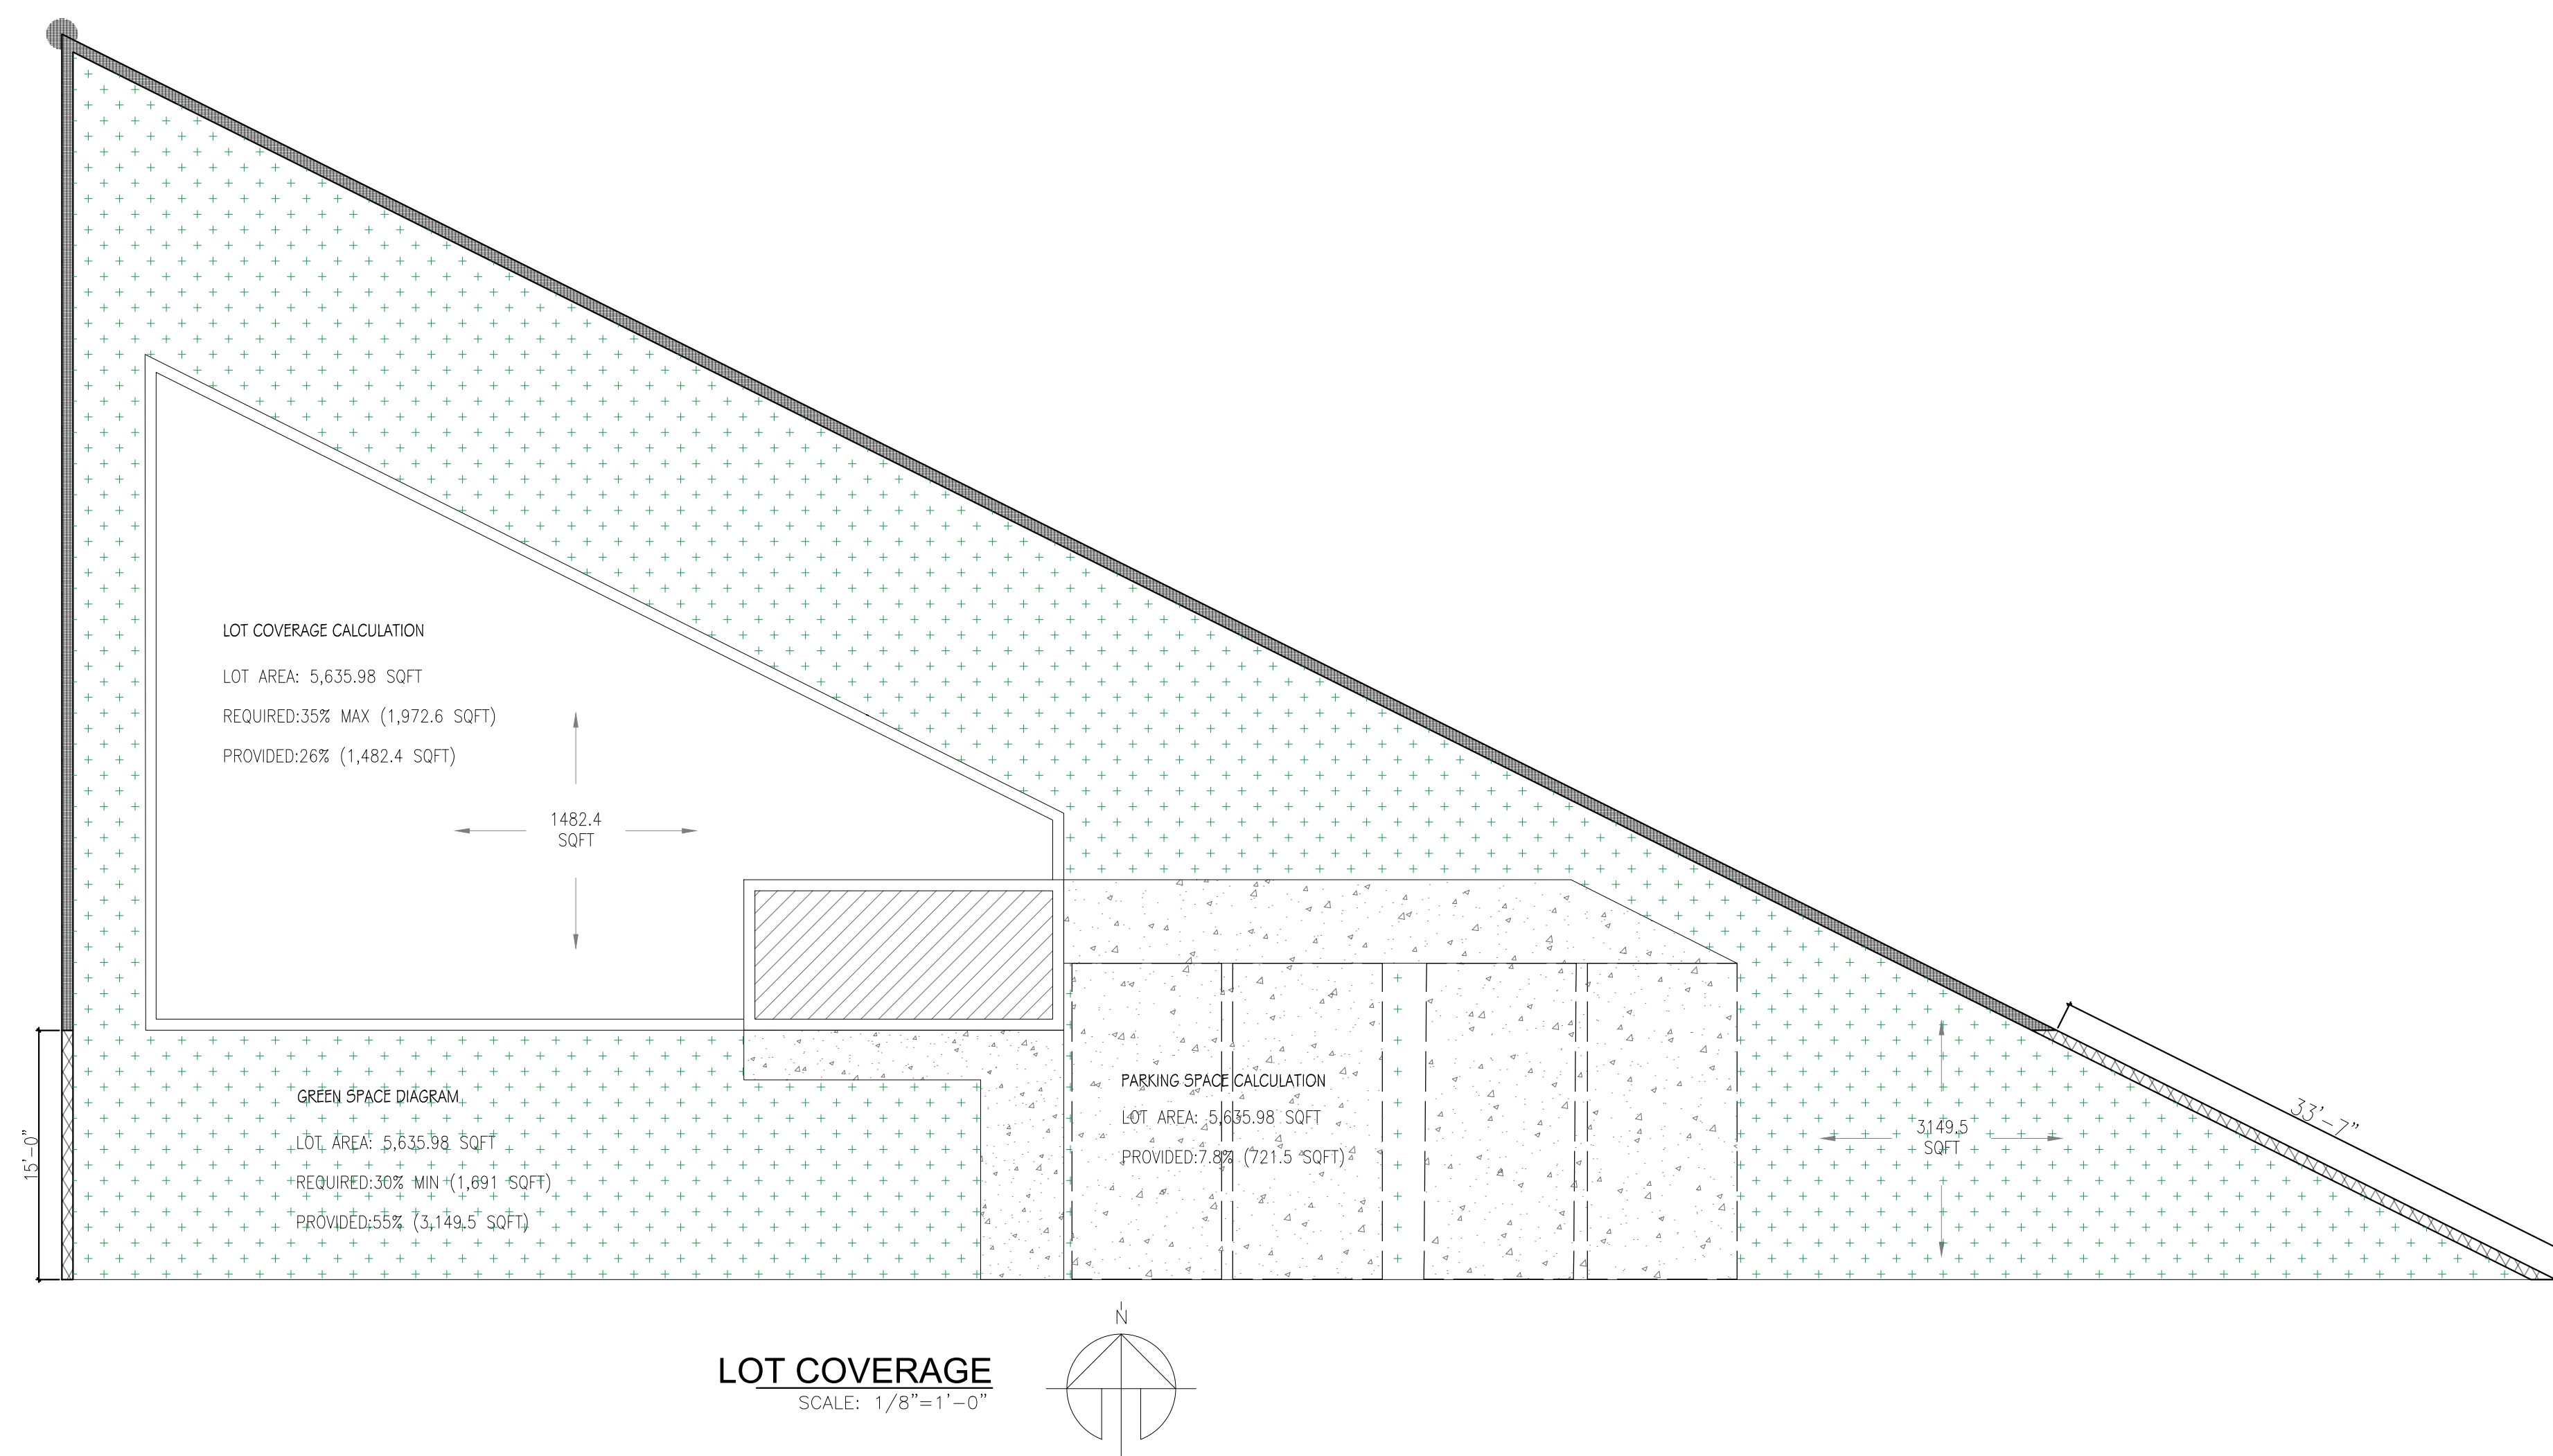 LOT COVERAGE CALCULATION
LOT AREA: 5,635.98 SQFT
REQUIRED:35% MAX (1,972.6 SQFT)
PROVIDED:26% (1,482.4 SQFT)
1482.4
SQFT
GREEN SPACE DIAGRAM
LOT AREA: 5,635.98 SQFT
REQUIRED:30% MIN (1,691 SQFT)
PROVIDED:55% (3,149.5 SQFT)
15'-0"
PARKING SPACE CALCULATION
LOT AREA: 5,635.98 SQFT
PROVIDED:7.8% (721.5 SQFT)
3149.5
SQFT
33'-7"
N
LOT COVERAGE
SCALE: 1/8"=1'-0"